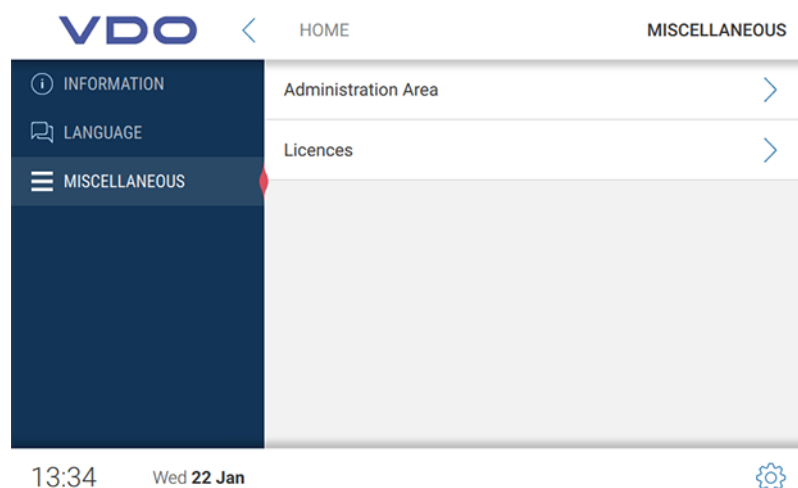 VDO
HOME
MISCELLANEOUS
INFORMATION
LANGUAGE
MISCELLANEOUS
Administration Area
Licences
13:34 Wed 22 Jan